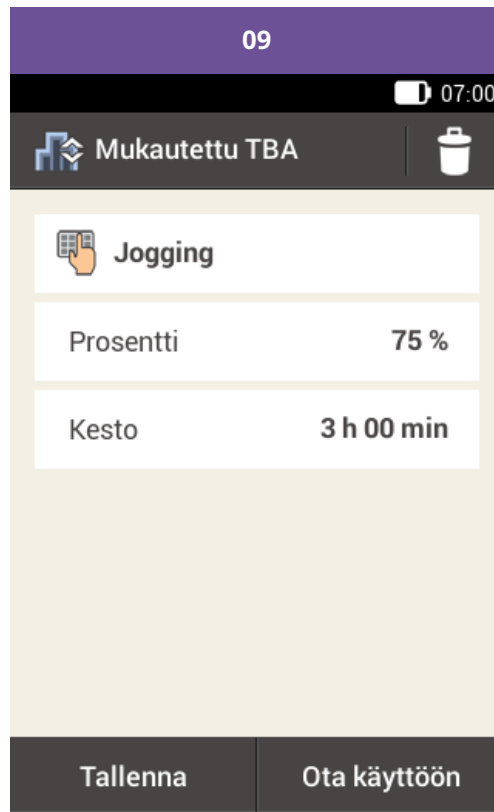 09
07:00
Mukautettu TBA
Jogging
Prosentti 75 %
Kesto 3 h 00 min
Tallenna Ota käyttöön